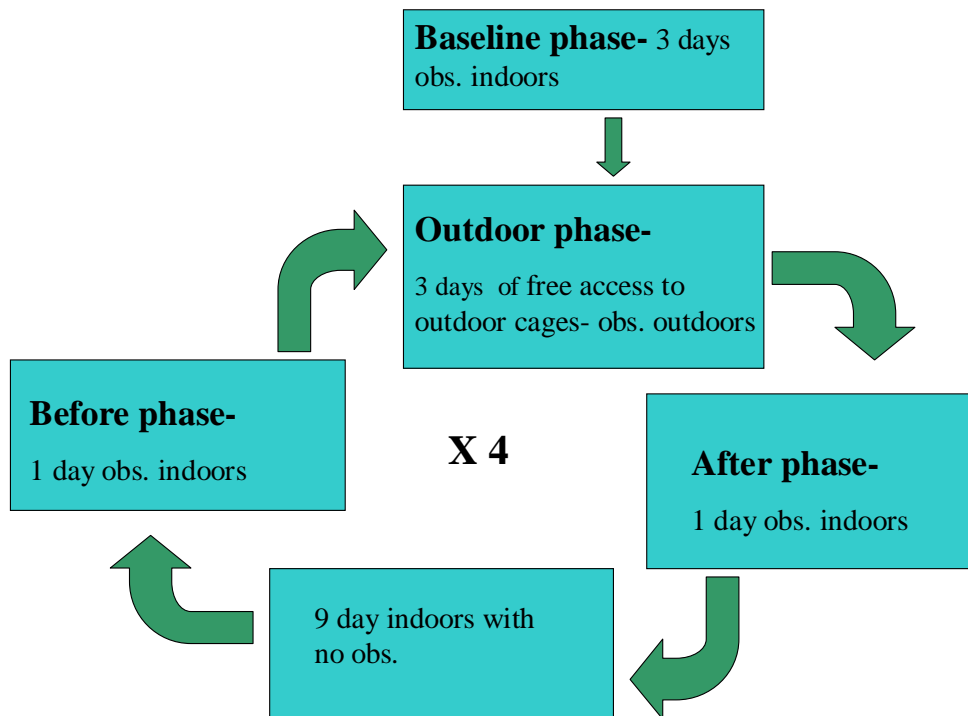 Baseline phase- 3 days
obs. indoors
Outdoor phase-
3 days of free access to
outdoor cages- obs. outdoors
Before phase-
1 day obs. indoors
X 4
After phase-
1 day obs. indoors
9 day indoors with
no obs.